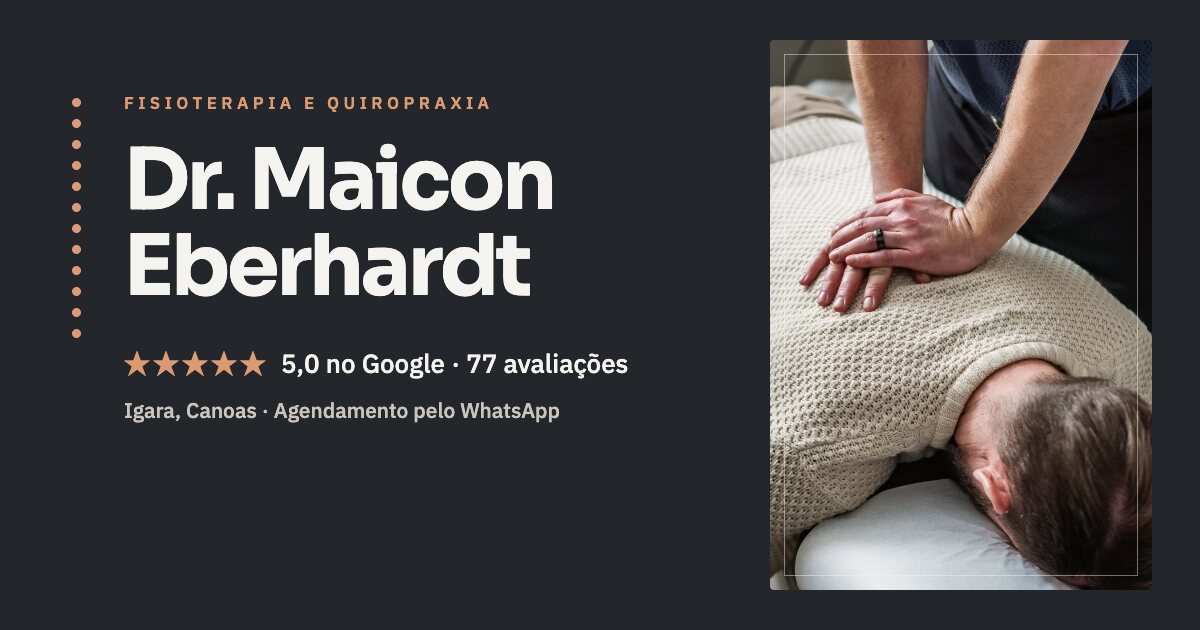 FISIOTERAPIA E QUIROPRAXIA
Dr. Maicon
Eberhardt
★★★★★ 5,0 no Google · 77 avaliações
Igara, Canoas · Agendamento pelo WhatsApp